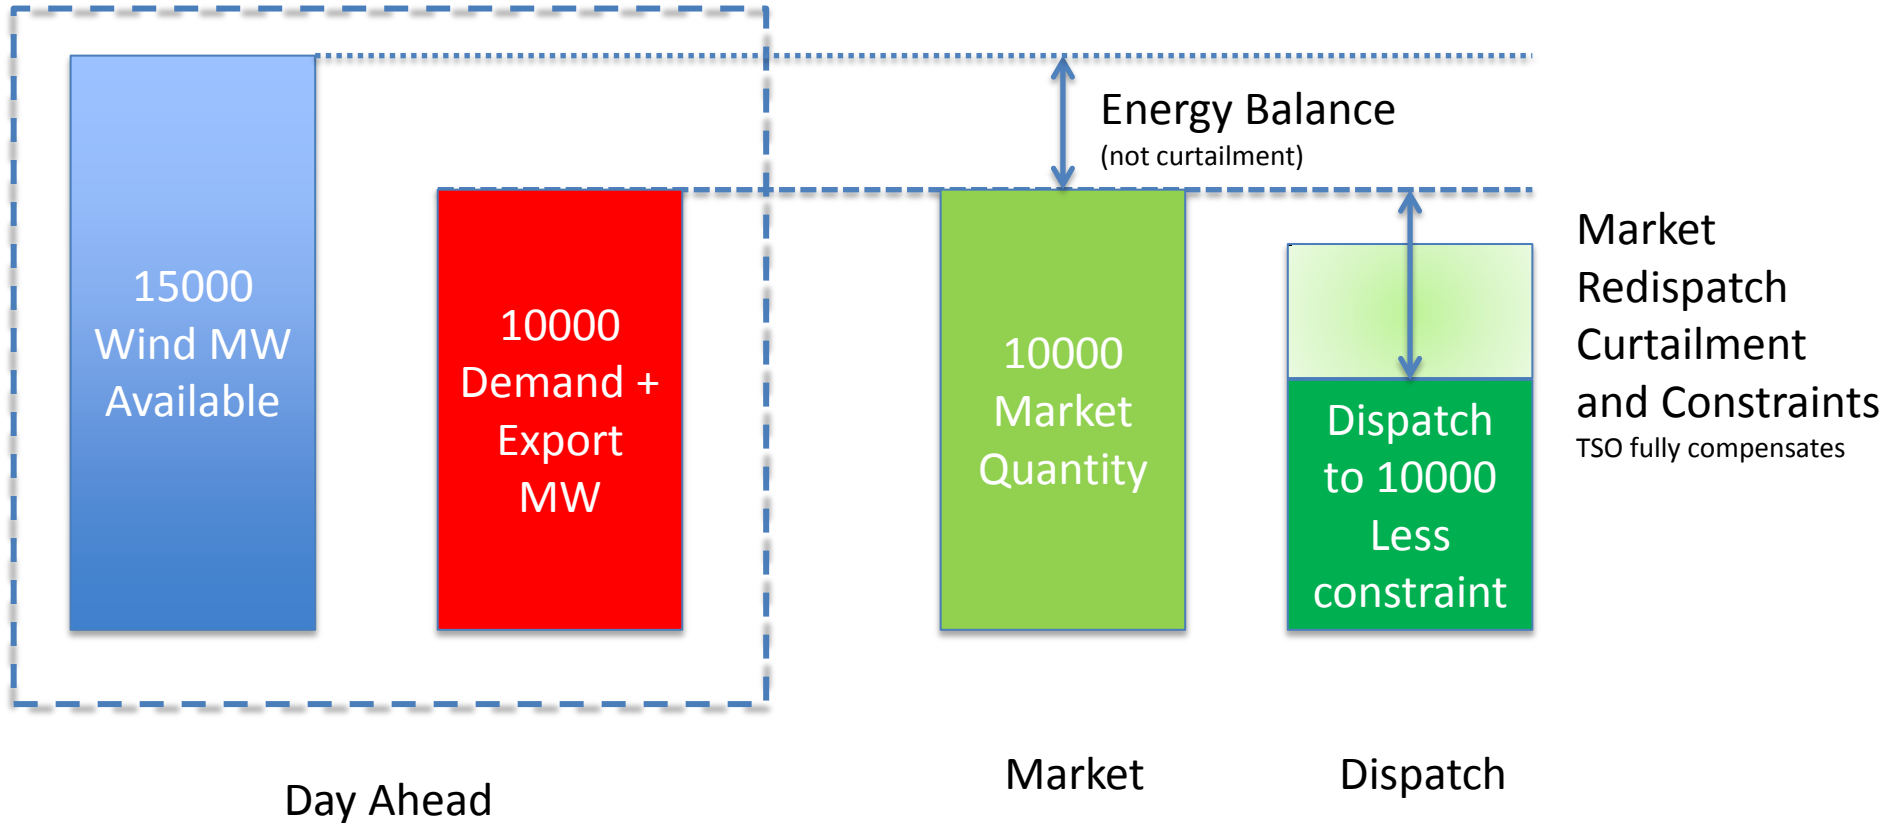 15000
Wind MW
Available
10000
Demand +
Export
MW
Energy Balance
(not curtailment)
10000
Market
Quantity
Dispatch
to 10000
Less
constraint
Market
Redispatch
Curtailment
and Constraints
TSO fully compensates
Day Ahead
Market
Dispatch